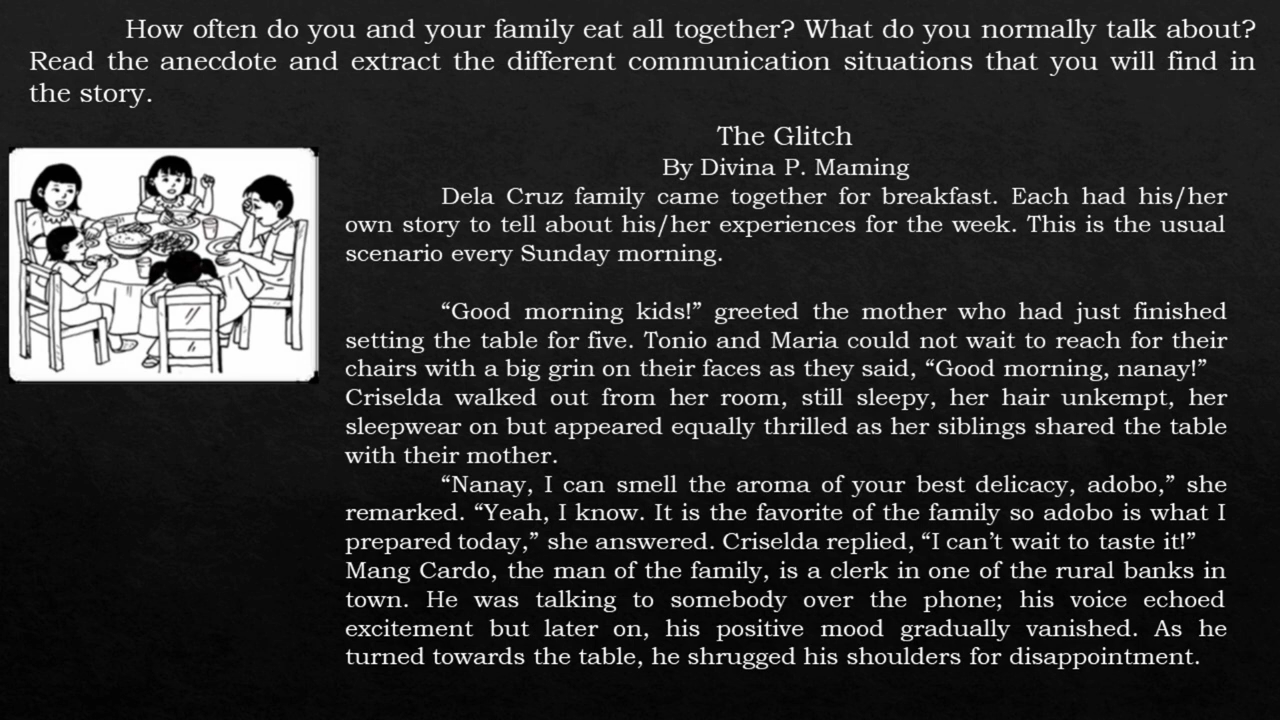 How often do you and your family eat all together? What do you normally talk about?
Read the anecdote and extract the different communication situations that you will find in
the story.
The Glitch
By Divina P. Maming
Dela Cruz family came together for breakfast. Each had his/her
own story to tell about his/her experiences for the week. This is the usual
scenario every Sunday morning.
“Good morning kids!” greeted the mother who had just finished
setting the table for five. Tonio and Maria could not wait to reach for their
chairs with a big grin on their faces as they said, “Good morning, nanay!”
Criselda walked out from her room, still sleepy, her hair unkempt, her
sleepwear on but appeared equally thrilled as her siblings shared the table
with their mother.
“Nanay, I can smell the aroma of your best delicacy, adobo,” she
remarked. “Yeah, I know. It is the favorite of the family so adobo is what I
prepared today,” she answered. Criselda replied, “I can’t wait to taste it!”
Mang Cardo, the man of the family, is a clerk in one of the rural banks in
town. He was talking to somebody over the phone; his voice echoed
excitement but later on, his positive mood gradually vanished. As he
turned towards the table, he shrugged his shoulders for disappointment.